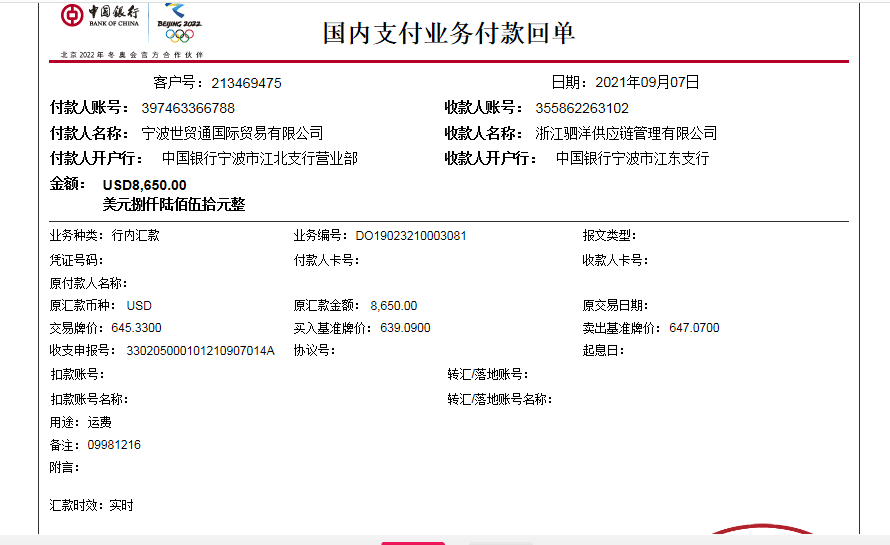 中国银行
BANK OF CHINA
BEIJING 2022
北京2022年冬奥会官方合作伙伴
国内支付业务付款回单
客户号：213469475 日期：2021年09月07日
付款人账号：397463366788 收款人账号：355862263102
付款人名称：宁波世贸通国际贸易有限公司 收款人名称：浙江驷洋供应链管理有限公司
付款人开户行：中国银行宁波市江北支行营业部 收款人开户行：中国银行宁波市江东支行
金额：USD8,650.00
美元捌仟陆佰伍拾元整
业务种类：行内汇款 业务编号：DO19023210003081 报文类型：
凭证号码： 付款人卡号： 收款人卡号：
原付款人名称：
原汇款币种：USD 原汇款金额：8,650.00 原交易日期：
交易牌价：645.3300 买入基准牌价：639.0900 卖出基准牌价：647.0700
收支申报号：330205000101210907014A 协议号： 起息日：
扣款账号： 转汇/落地账号：
扣款账号名称： 转汇/落地账号名称：
用途：运费
备注：09981216
附言：
汇款时效：实时